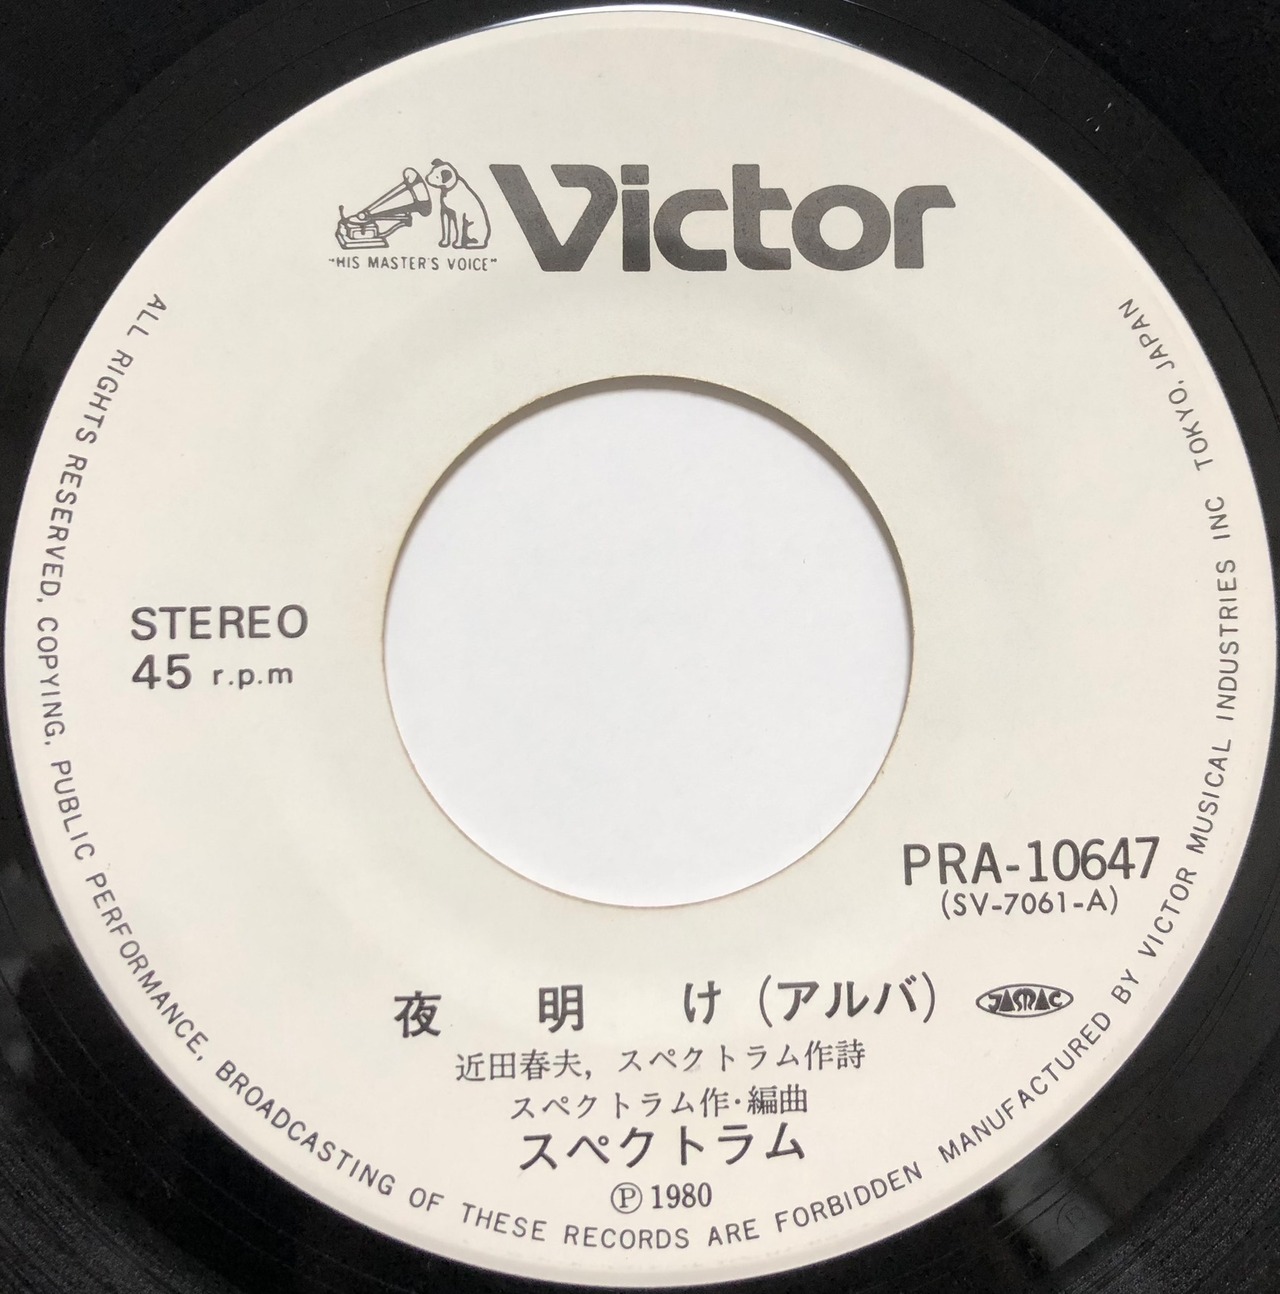 "HIS MASTER'S VOICE"
Victor
STEREO
45 r.p.m
PRA-10647
(SV-7061-A)
夜明け(アルバ)
JASRAC
近田春夫, スペクトラム作詩
スペクトラム作・編曲
スペクトラム
Ⓟ 1980
ALL RIGHTS RESERVED, COPYING, PUBLIC PERFORMANCE, BROADCASTING OF THESE RECORDS ARE FORBIDDEN MANUFACTURED BY VICTOR MUSICAL INDUSTRIES INC TOKYO, JAPAN